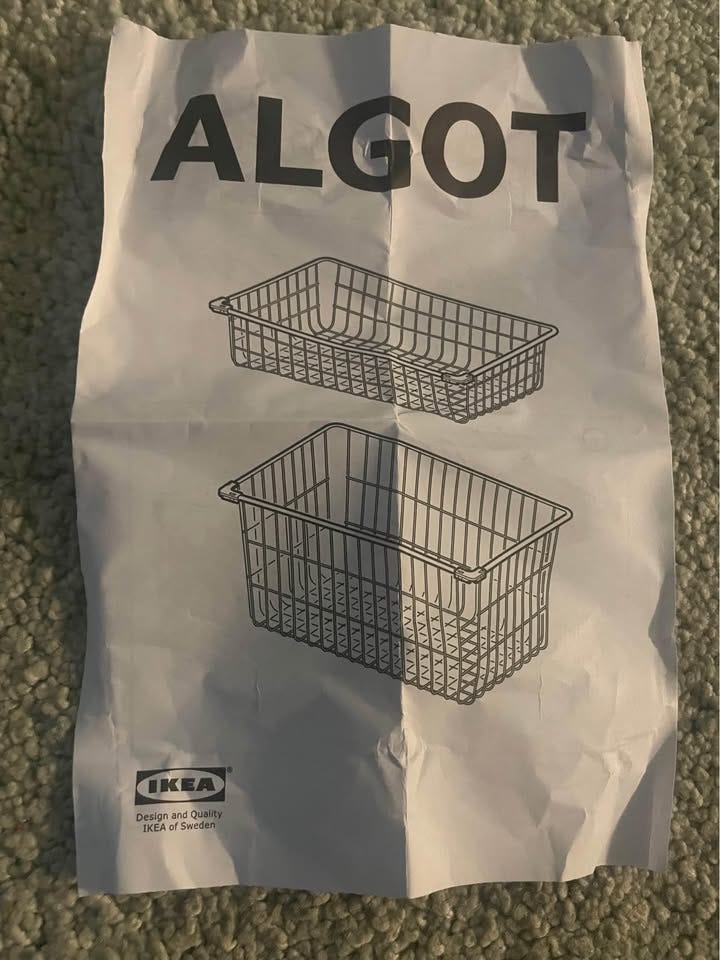 ALGOT
IKEA®
Design and Quality
IKEA of Sweden